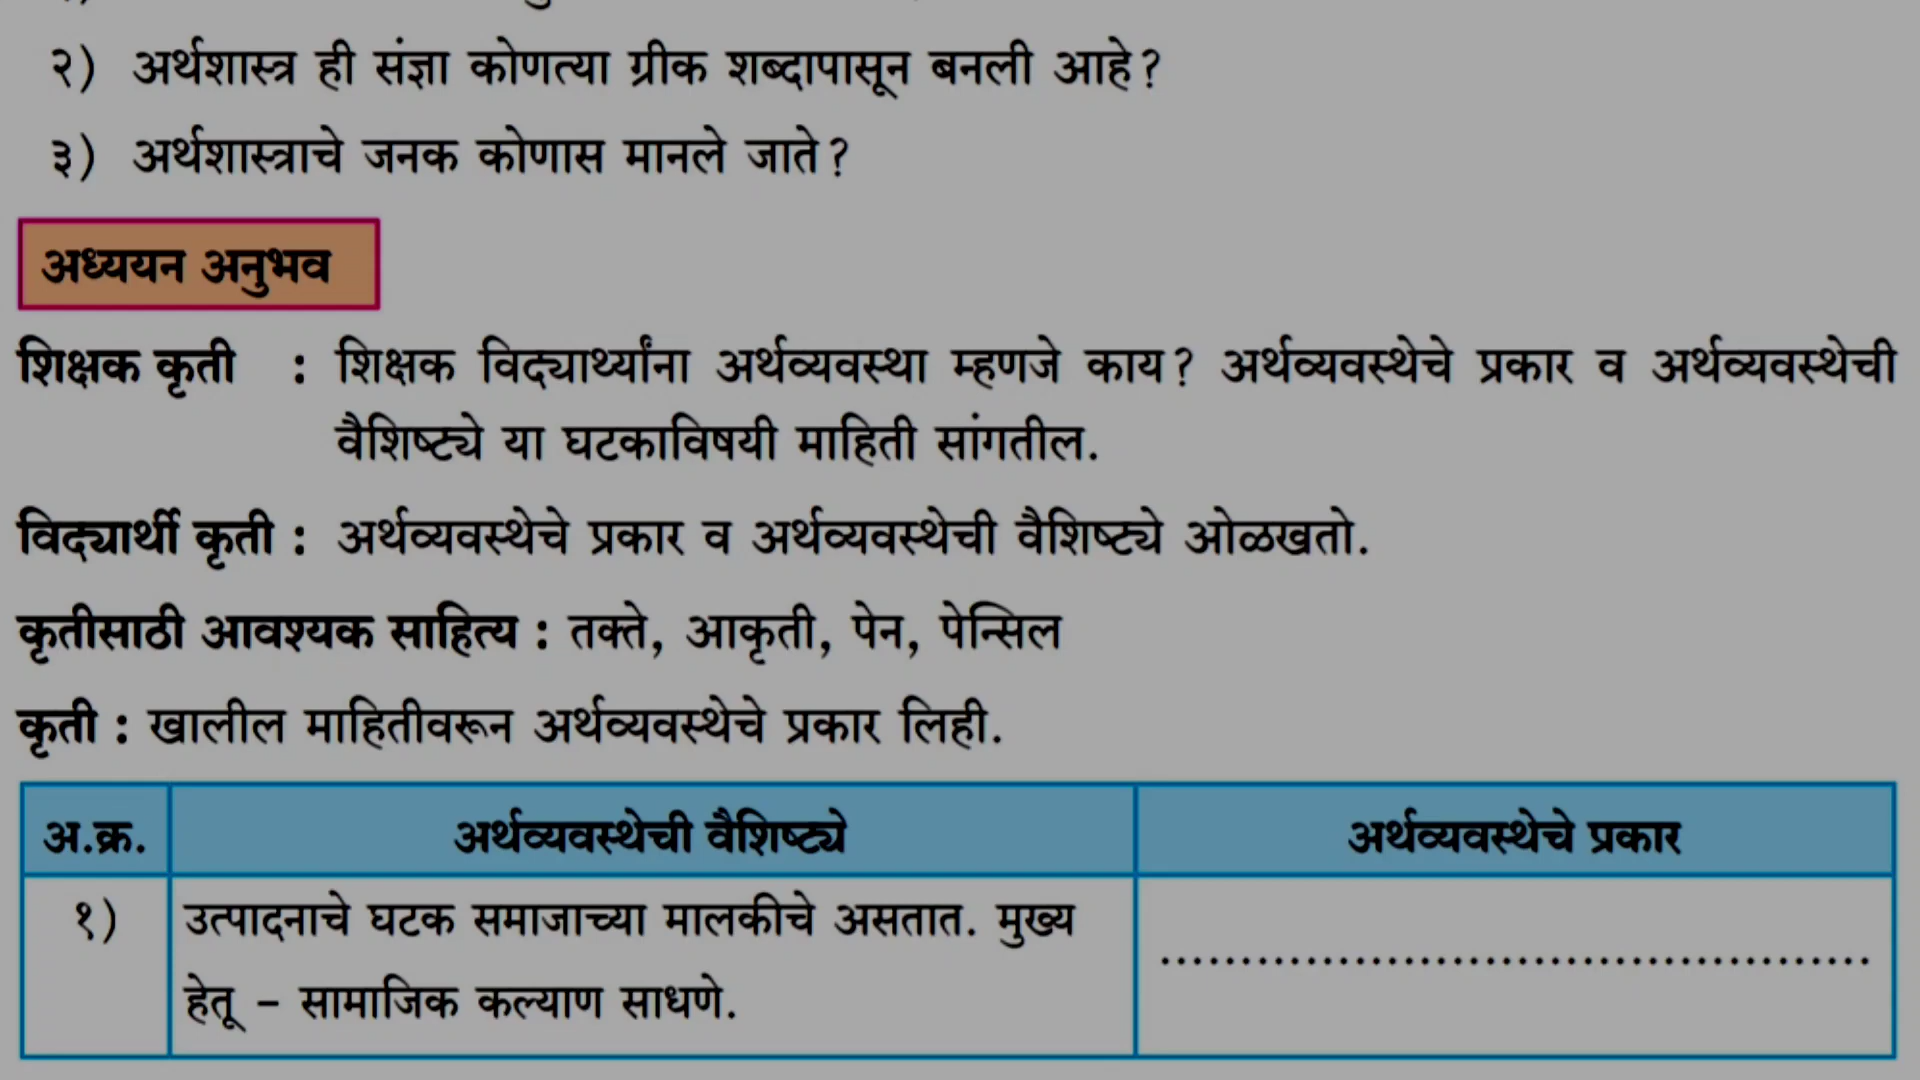 २) अर्थशास्त्र ही संज्ञा कोणत्या ग्रीक शब्दापासून बनली आहे?
३) अर्थशास्त्राचे जनक कोणास मानले जाते?
अध्ययन अनुभव
शिक्षक कृती : शिक्षक विद्यार्थ्यांना अर्थव्यवस्था म्हणजे काय? अर्थव्यवस्थेचे प्रकार व अर्थव्यवस्थेची
वैशिष्ट्ये या घटकाविषयी माहिती सांगतील.
विद्यार्थी कृती : अर्थव्यवस्थेचे प्रकार व अर्थव्यवस्थेची वैशिष्ट्ये ओळखतो.
कृतीसाठी आवश्यक साहित्य : तक्ते, आकृती, पेन, पेन्सिल
कृती : खालील माहितीवरून अर्थव्यवस्थेचे प्रकार लिही.
अ.क्र. अर्थव्यवस्थेची वैशिष्ट्ये अर्थव्यवस्थेचे प्रकार
१) उत्पादनाचे घटक समाजाच्या मालकीचे असतात. मुख्य
हेतू – सामाजिक कल्याण साधणे. ............................................